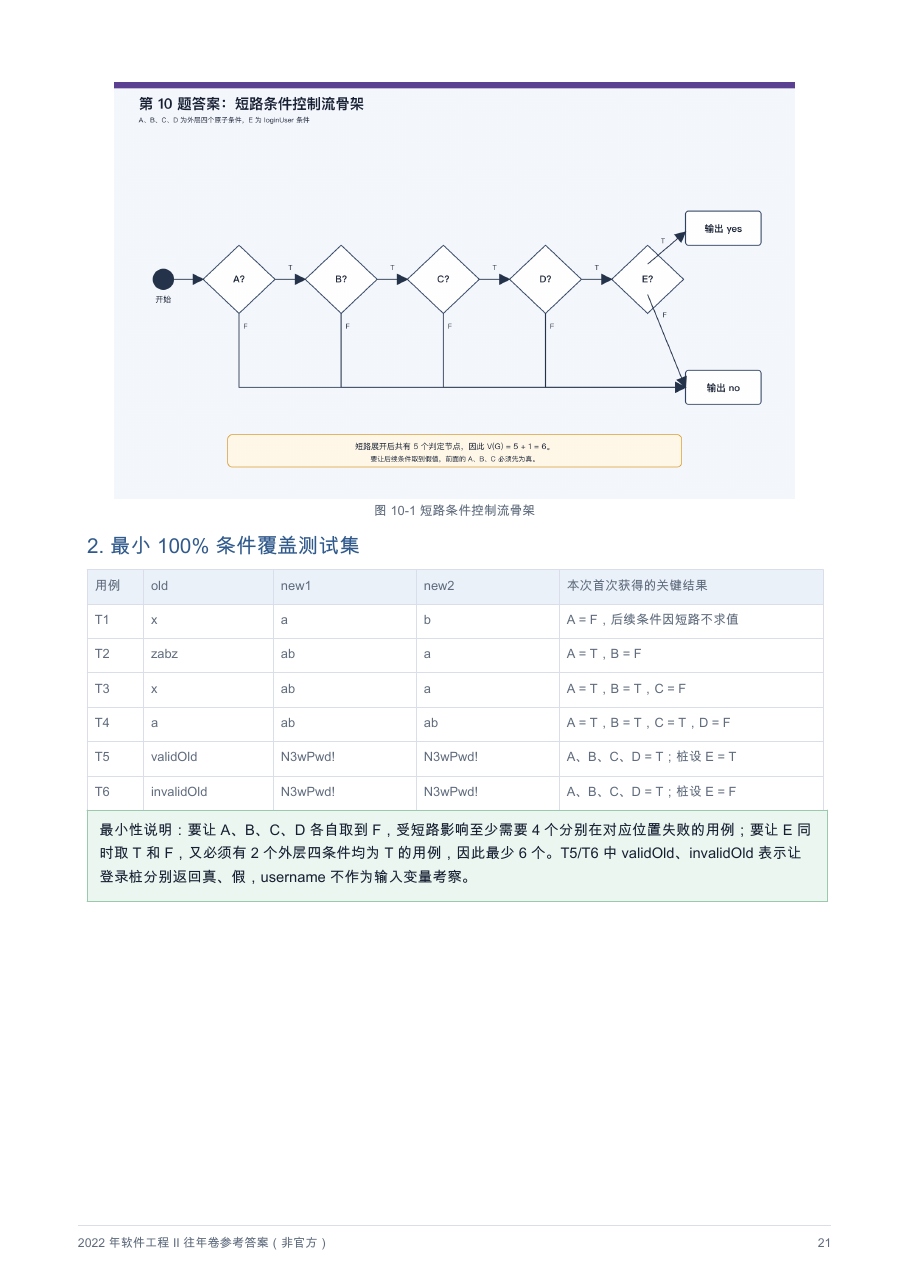 第 10 题答案：短路条件控制流骨架
A、B、C、D 为外层四个原子条件，E 为 loginUser 条件
开始
A?
T
B?
T
C?
T
D?
T
E?
T
输出 yes
F
F
F
F
F
输出 no
短路展开后共有 5 个判定节点，因此 V(G) = 5 + 1 = 6。
要让后续条件取到假值，前面的 A、B、C 必须先为真。
图 10-1 短路条件控制流骨架
2. 最小 100% 条件覆盖测试集
用例 old new1 new2 本次首次获得的关键结果
T1 x a b A = F，后续条件因短路不求值
T2 zabz ab a A = T，B = F
T3 x ab a A = T，B = T，C = F
T4 a ab ab A = T，B = T，C = T，D = F
T5 validOld N3wPwd! N3wPwd! A、B、C、D = T；桩设 E = T
T6 invalidOld N3wPwd! N3wPwd! A、B、C、D = T；桩设 E = F
最小性说明：要让 A、B、C、D 各自取到 F，受短路影响至少需要 4 个分别在对应位置失败的用例；要让 E 同
时取 T 和 F，又必须有 2 个外层四条件均为 T 的用例，因此最少 6 个。T5/T6 中 validOld、invalidOld 表示让
登录桩分别返回真、假，username 不作为输入变量考察。
2022 年软件工程 II 往年卷参考答案（非官方） 21